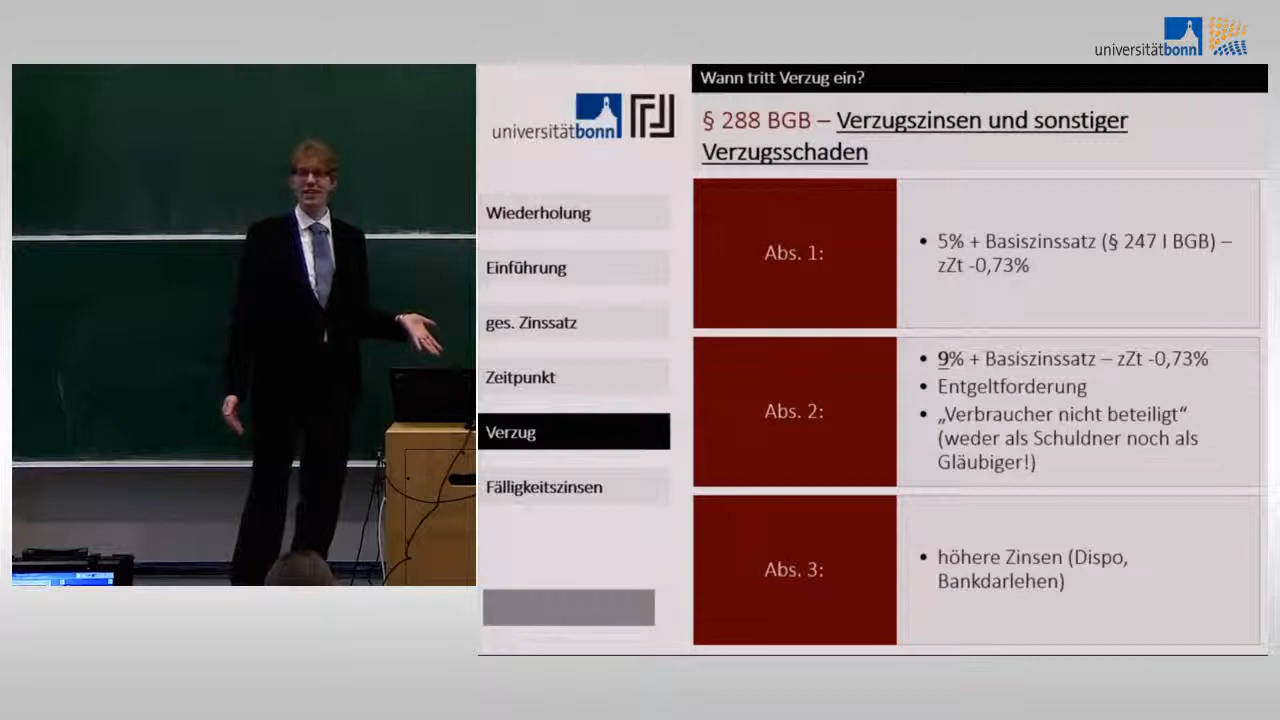 universitätbonn
Wann tritt Verzug ein?
universitätbonn
§ 288 BGB – Verzugszinsen und sonstiger
Verzugsschaden
Wiederholung
Einführung
ges. Zinssatz
Zeitpunkt
Verzug
Fälligkeitszinsen
Abs. 1:
• 5% + Basiszinssatz (§ 247 I BGB) –
zZt -0,73%
Abs. 2:
• 9% + Basiszinssatz – zZt -0,73%
• Entgeltforderung
• „Verbraucher nicht beteiligt“
(weder als Schuldner noch als
Gläubiger!)
Abs. 3:
• höhere Zinsen (Dispo,
Bankdarlehen)